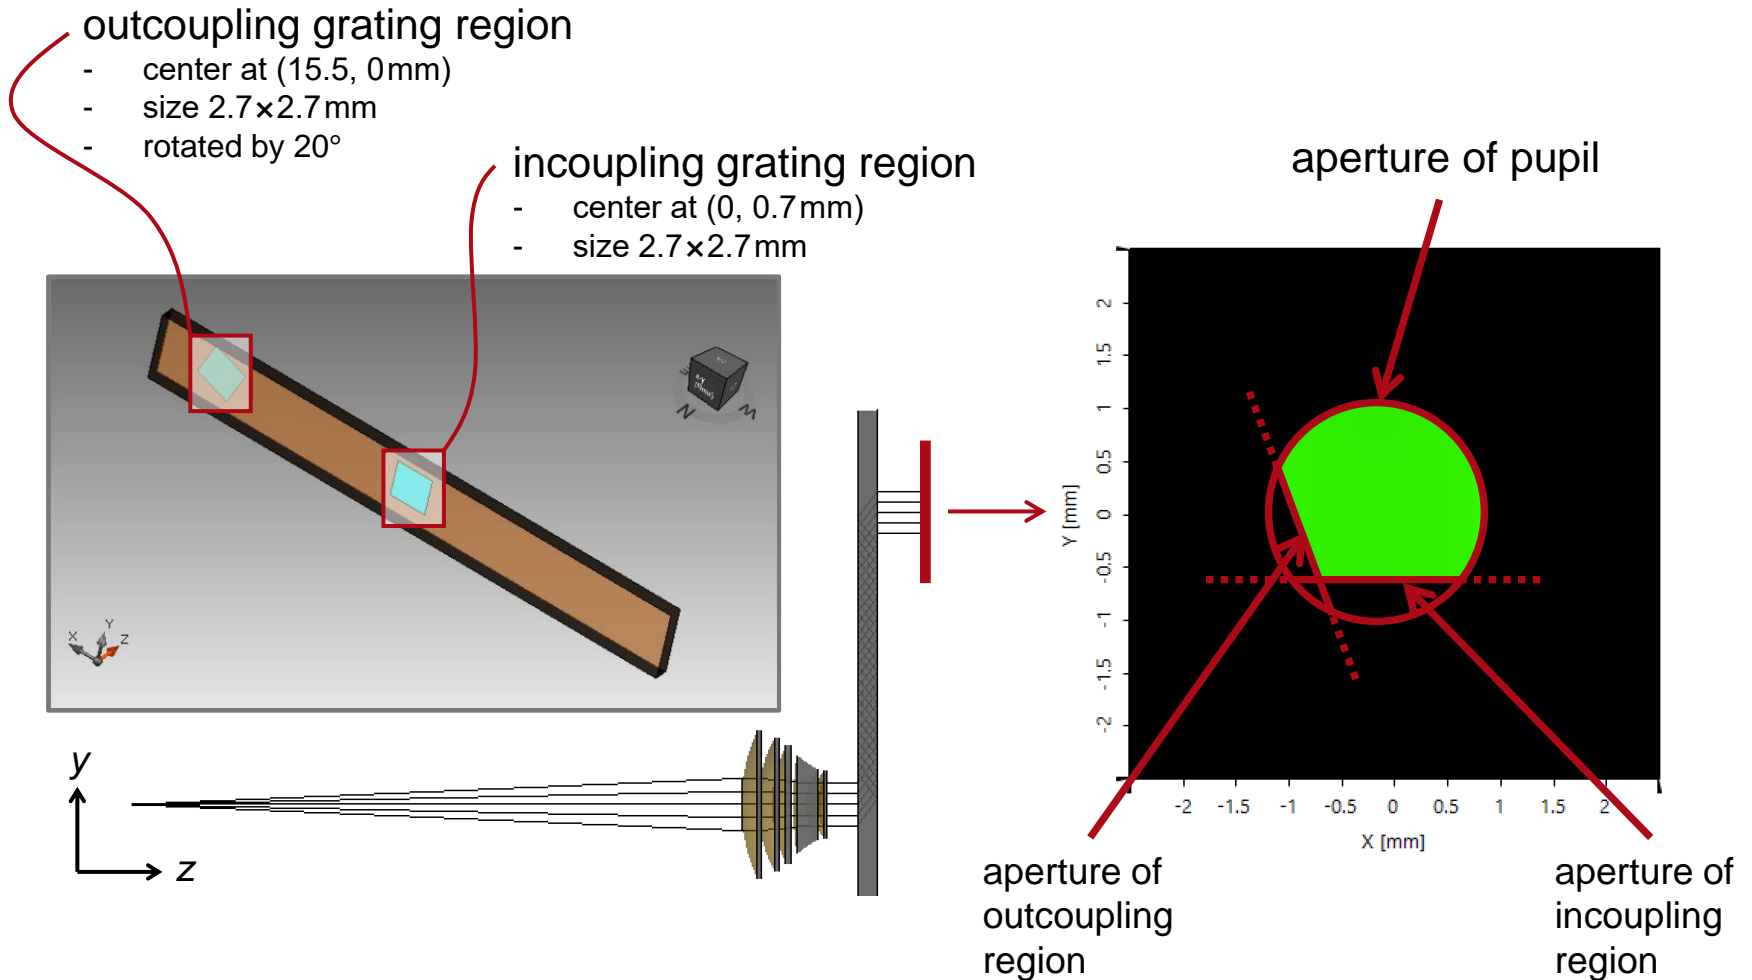 outcoupling grating region
- center at (15.5, 0mm)
- size 2.7×2.7mm
- rotated by 20°
incoupling grating region
- center at (0, 0.7mm)
- size 2.7×2.7mm
aperture of pupil
X
Y
Z
y
z
Y [mm]
2
1.5
1
0.5
0
-0.5
-1
-1.5
-2
-2 -1.5 -1 -0.5 0 0.5 1 1.5 2
X [mm]
aperture of
outcoupling
region
aperture of
incoupling
region